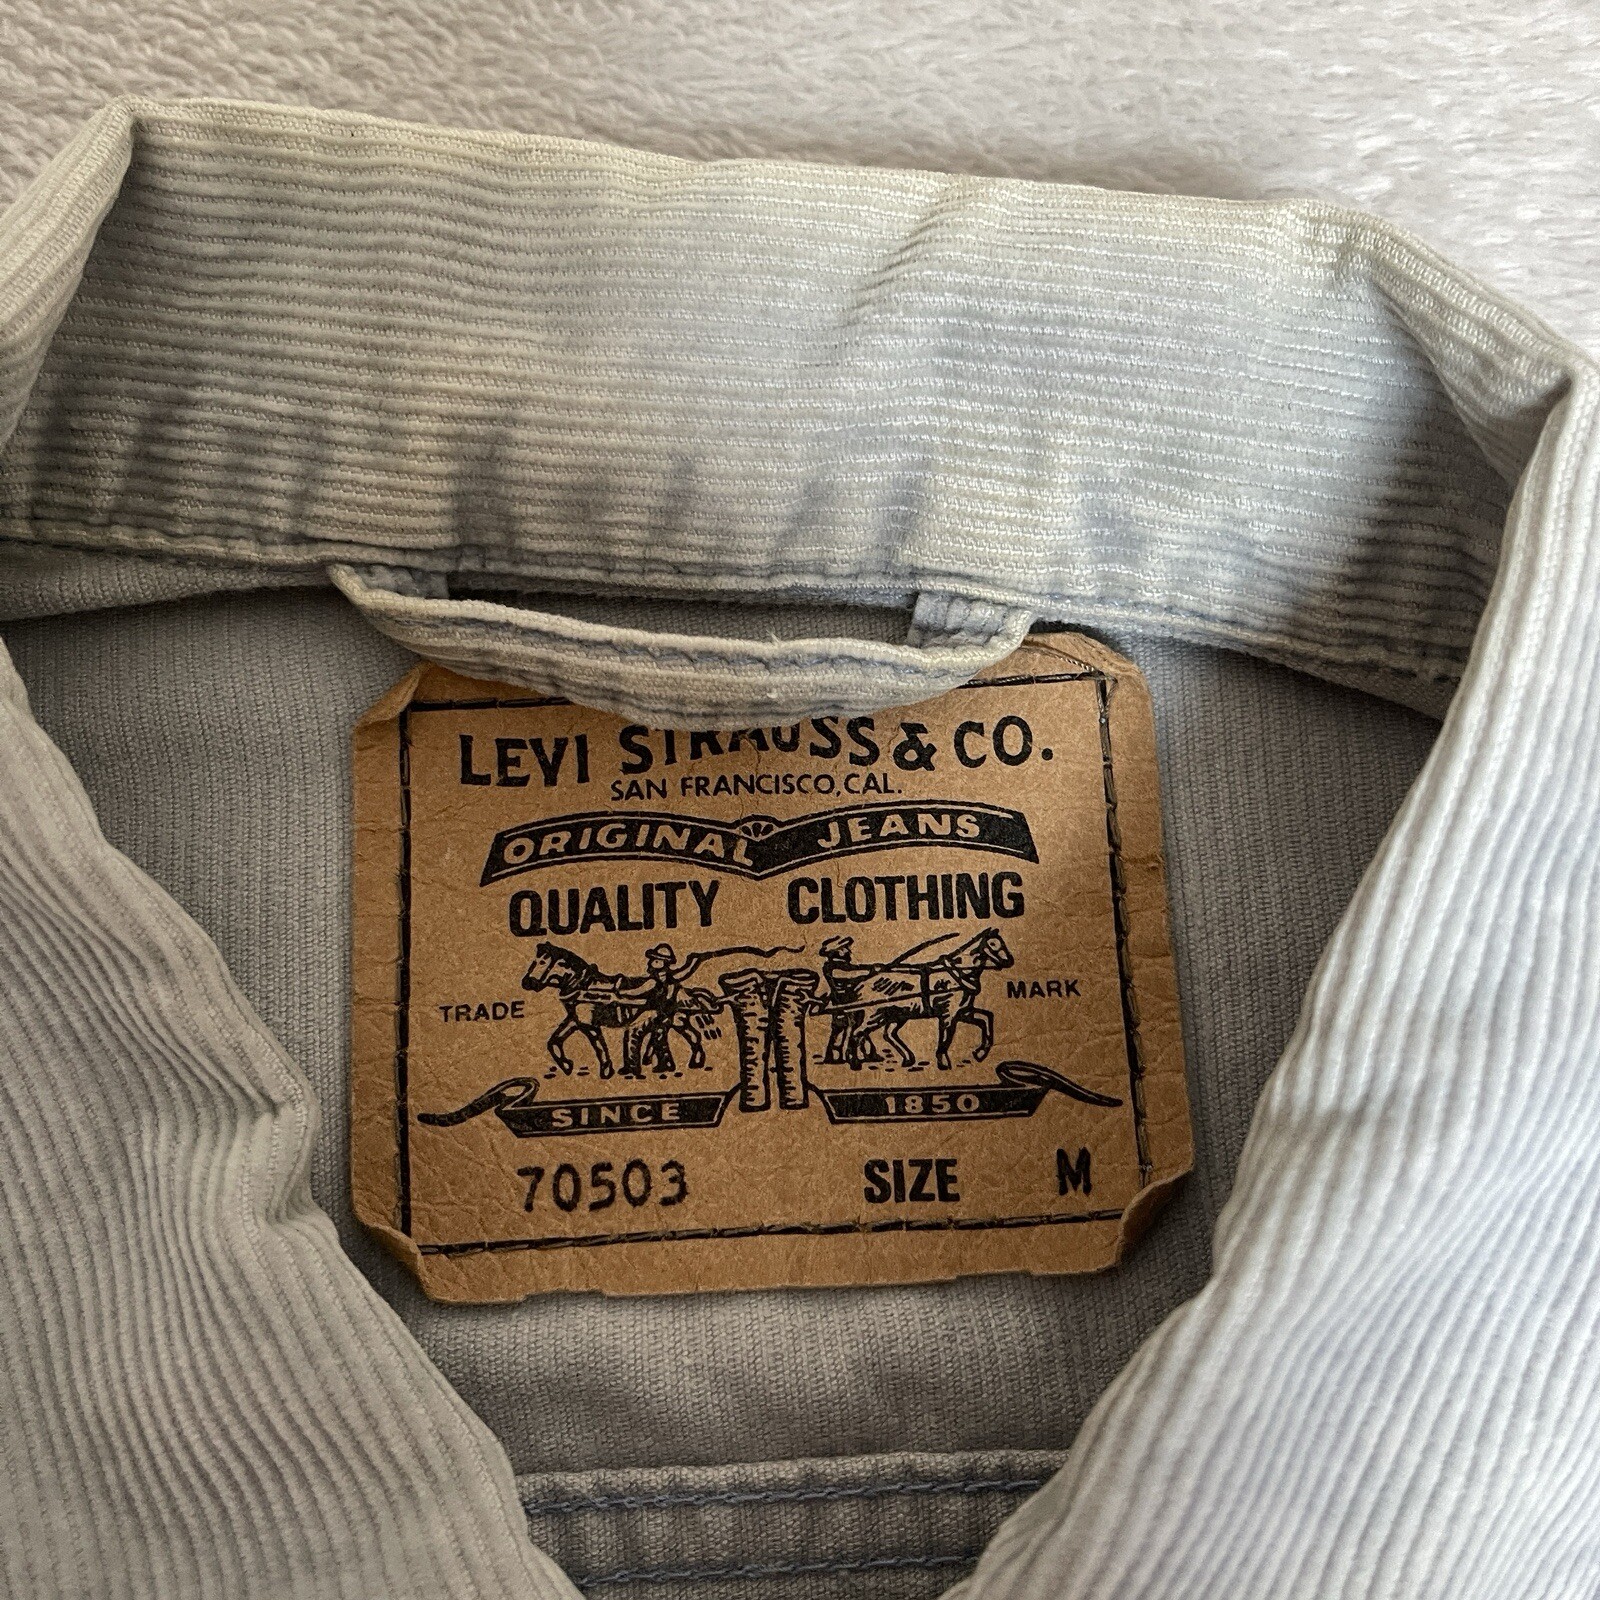 LEVI STRAUSS & CO.
SAN FRANCISCO, CAL.
ORIGINAL JEANS
QUALITY CLOTHING
TRADE MARK
SINCE 1850
70503 SIZE M